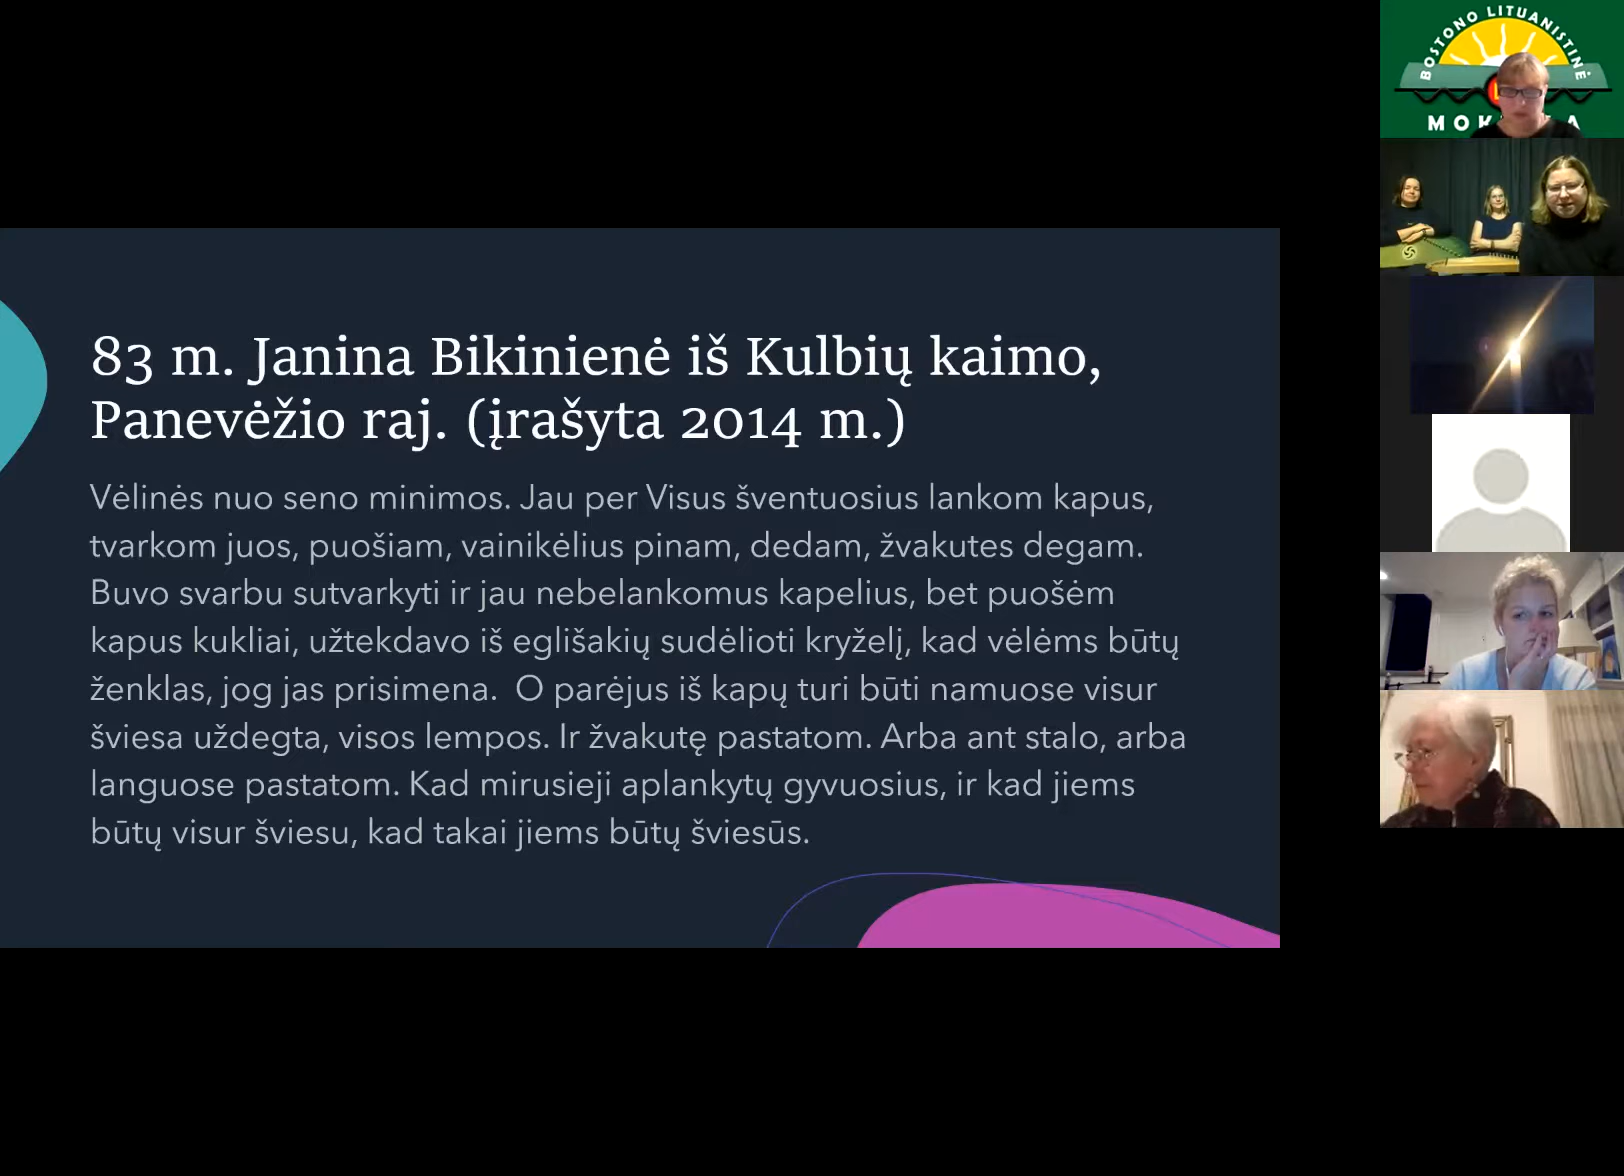 83 m. Janina Bikinienė iš Kulbių kaimo,
Panevėžio raj. (įrašyta 2014 m.)
Vėlinės nuo seno minimos. Jau per Visus šventuosius lankom kapus,
tvarkom juos, puošiam, vainikėlius pinam, dedam, žvakutes degam.
Buvo svarbu sutvarkyti ir jau nebelankomus kapelius, bet puošėm
kapus kukliai, užtekdavo iš eglišakių sudėlioti kryželį, kad vėlėms būtų
ženklas, jog jas prisimena.  O parėjus iš kapų turi būti namuose visur
šviesa uždegta, visos lempos. Ir žvakutę pastatom. Arba ant stalo, arba
languose pastatom. Kad mirusieji aplankytų gyvuosius, ir kad jiems
būtų visur šviesu, kad takai jiems būtų šviesūs.
BOSTONO LITUANISTINĖ